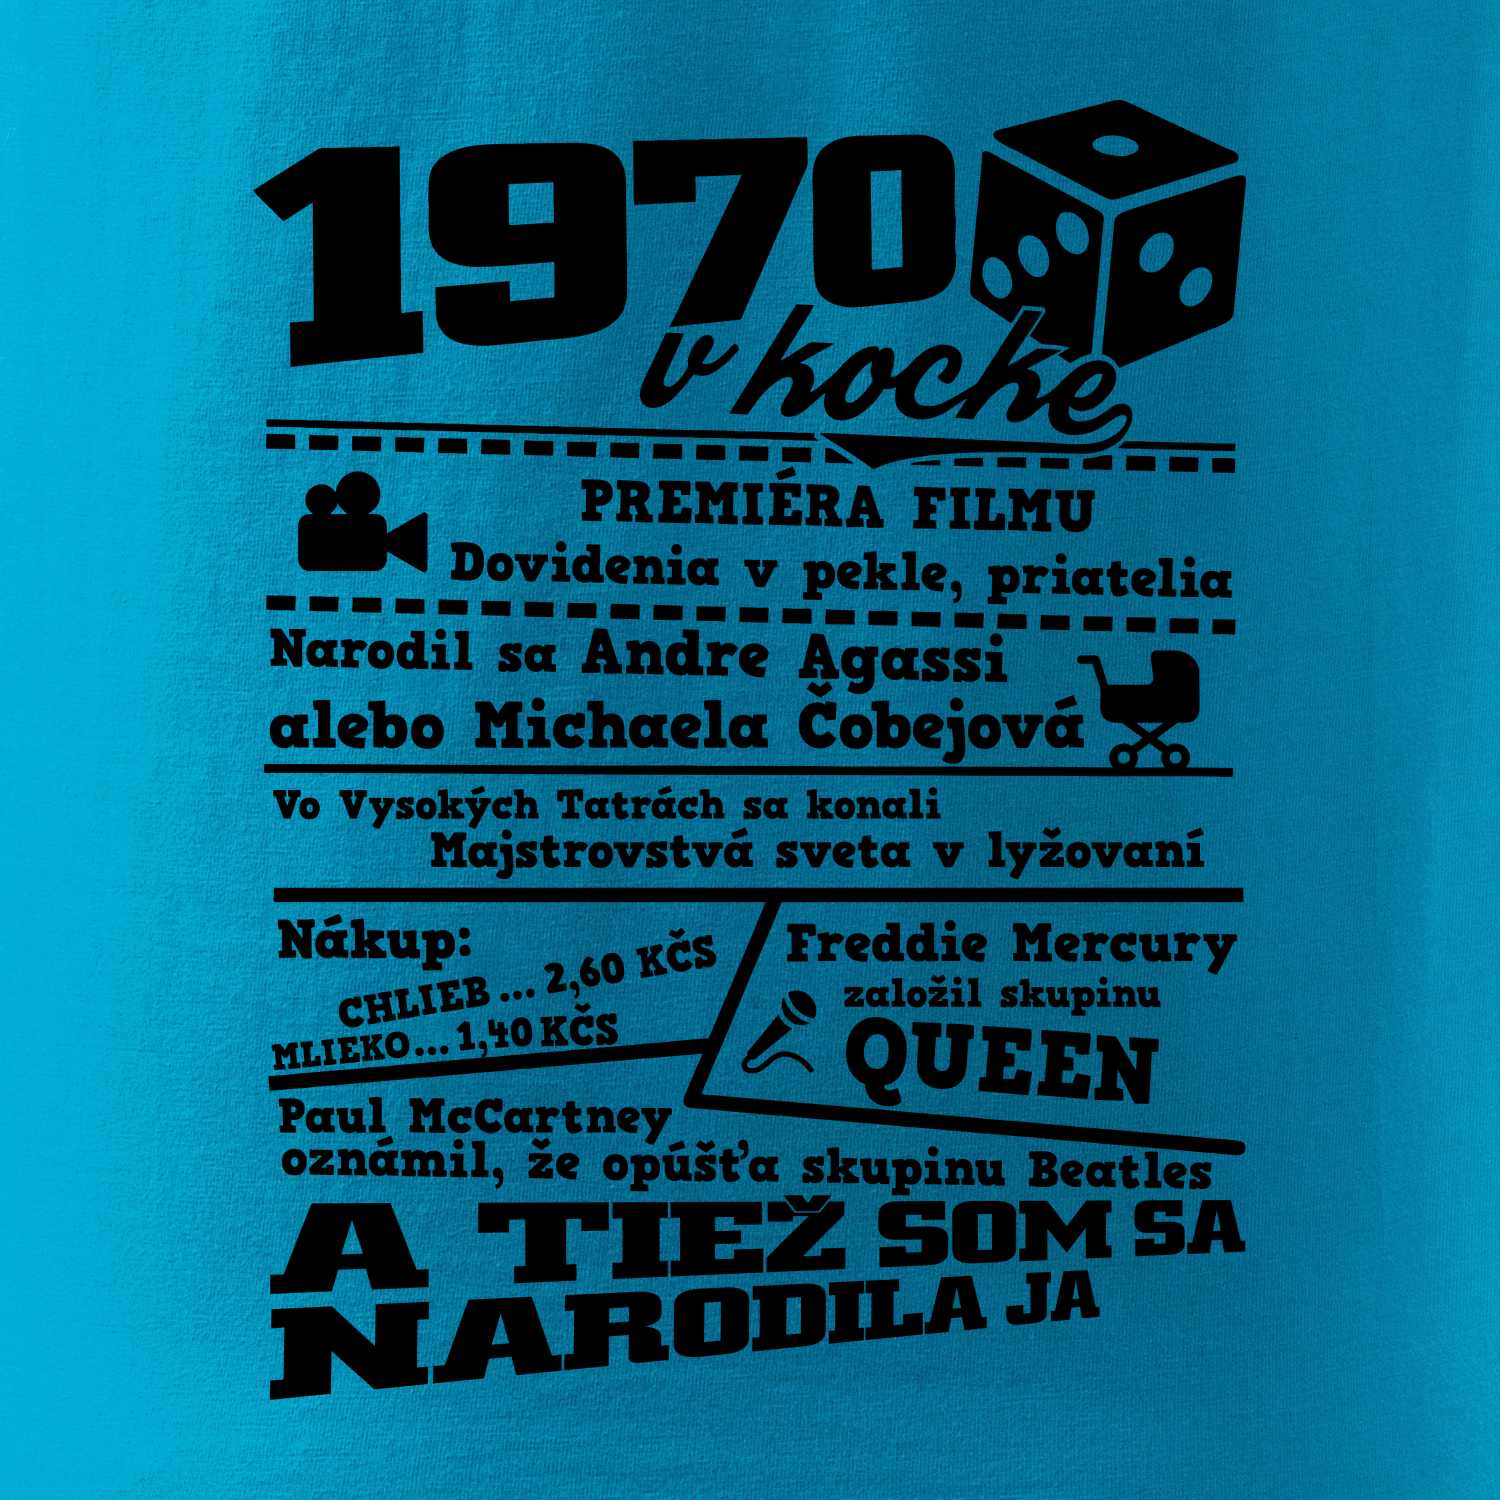 1970
v kocke
PREMIÉRA FILMU
Dovidenia v pekle, priatelia
Narodil sa Andre Agassi
alebo Michaela Čobejová
Vo Vysokých Tatrách sa konali
Majstrovstvá sveta v lyžovaní
Nákup:
CHLIEB ... 2,60 KČS
MLIEKO... 1,40 KČS
Freddie Mercury
založil skupinu
QUEEN
Paul McCartney
oznámil, že opúšťa skupinu Beatles
A TIEŽ SOM SA
NARODILA JA